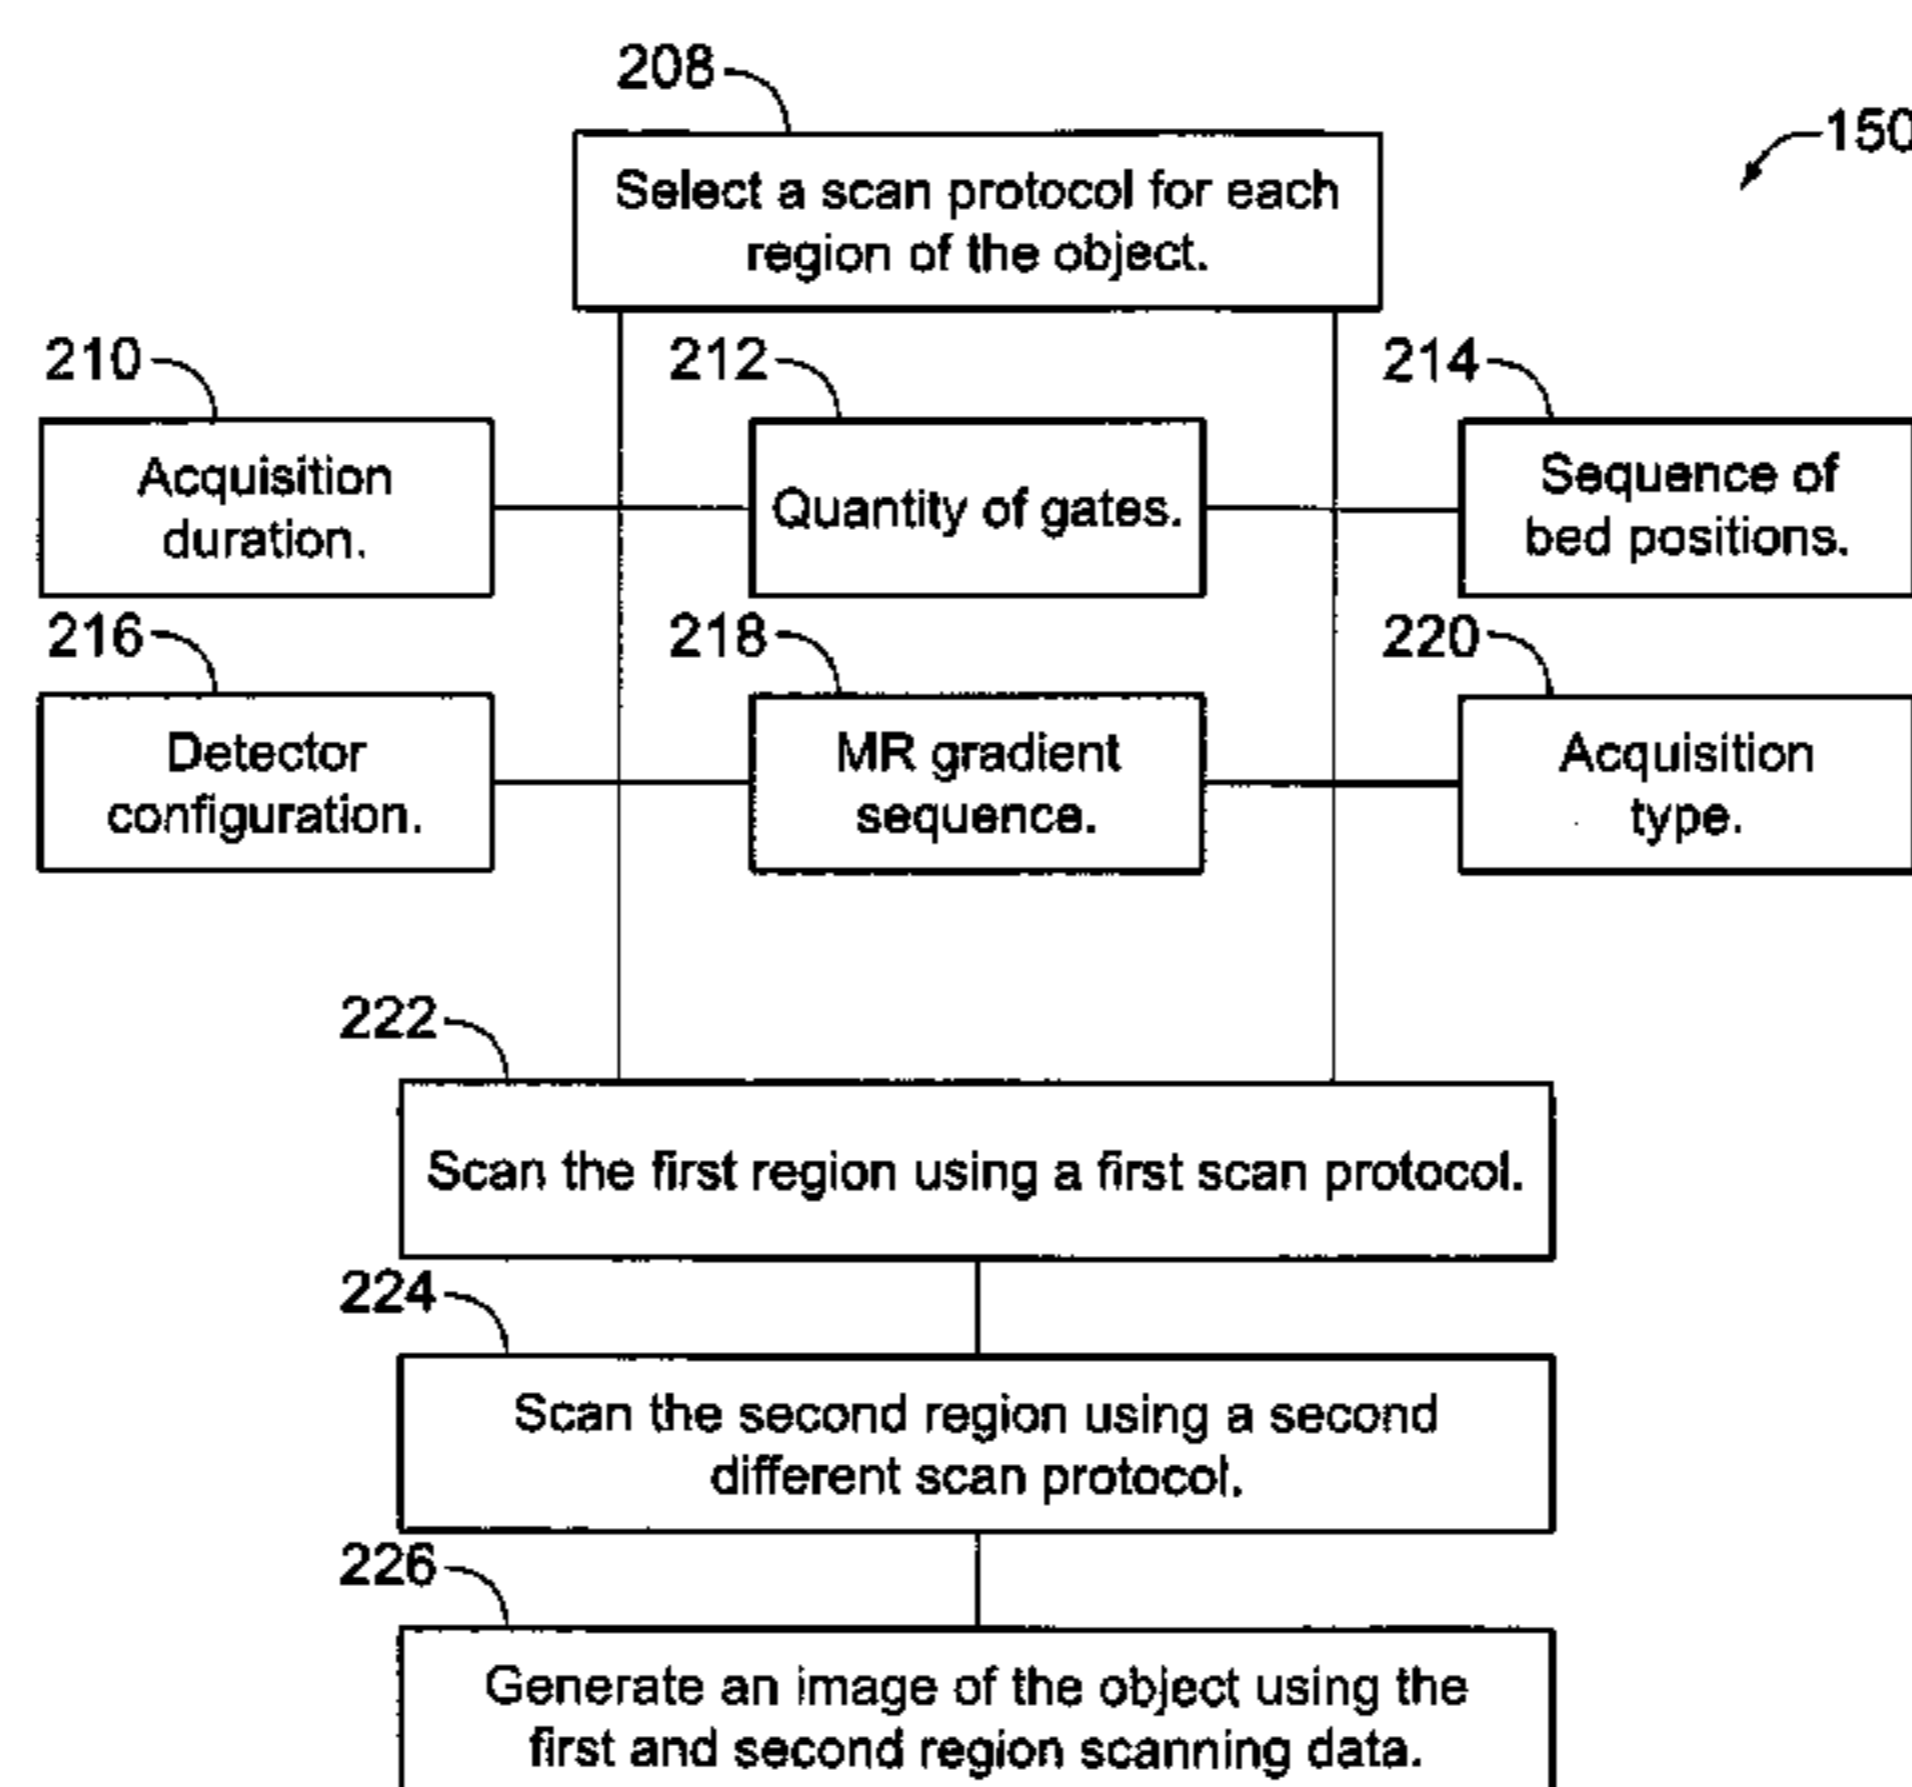 208
150
Select a scan protocol for each
region of the object.
210
212
214
Acquisition
duration.
Quantity of gates.
Sequence of
bed positions.
216
218
220
Detector
configuration.
MR gradient
sequence.
Acquisition
type.
222
Scan the first region using a first scan protocol.
224
Scan the second region using a second
different scan protocol.
226
Generate an image of the object using the
first and second region scanning data.